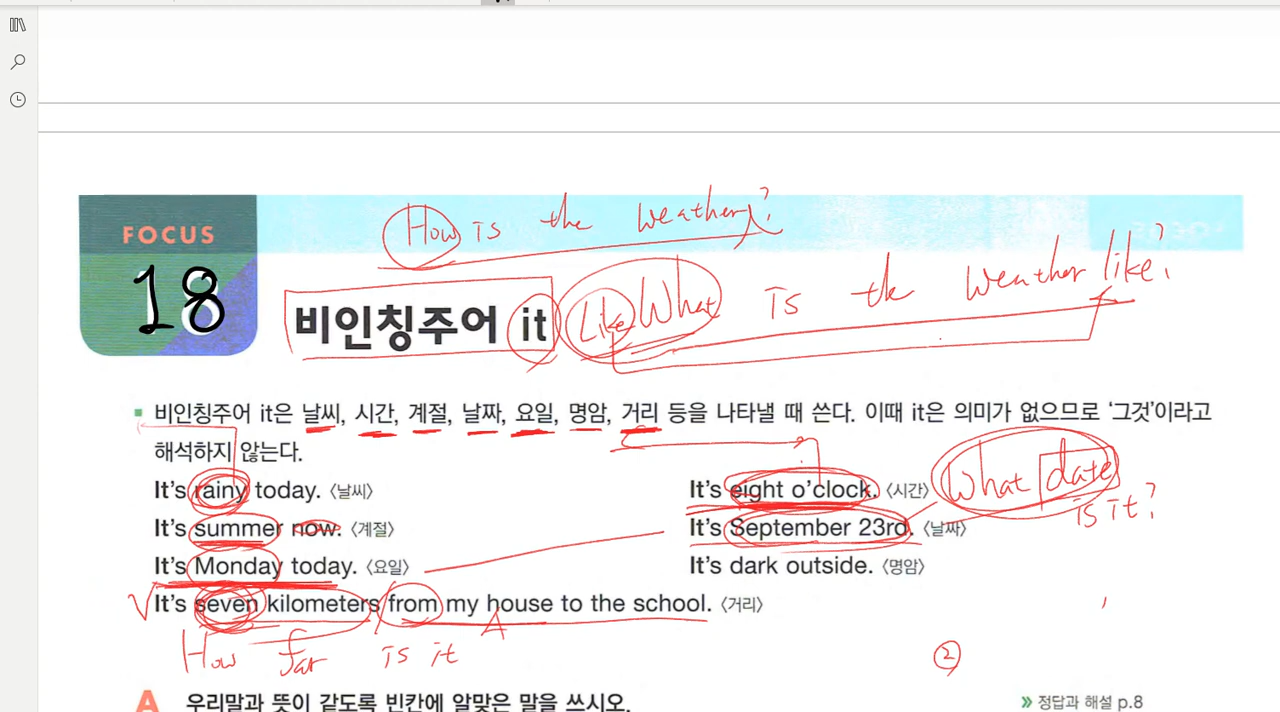 How is the weather?
FOCUS
18
비인칭주어 it
Like What is the weather like?
비인칭주어 it은 날씨, 시간, 계절, 날짜, 요일, 명암, 거리 등을 나타낼 때 쓴다. 이때 it은 의미가 없으므로 ‘그것’이라고
해석하지 않는다.
It's rainy today. 〈날씨〉
It's eight o'clock. 〈시간〉
What date
is it?
It's summer now. 〈계절〉
It's September 23rd. 〈날짜〉
It's Monday today. 〈요일〉
It's dark outside. 〈명암〉
It's seven kilometers from my house to the school. 〈거리〉
How far is it
②
A 우리말과 뜻이 같도록 빈칸에 알맞은 말을 쓰시오.
» 정답과 해설 p.8